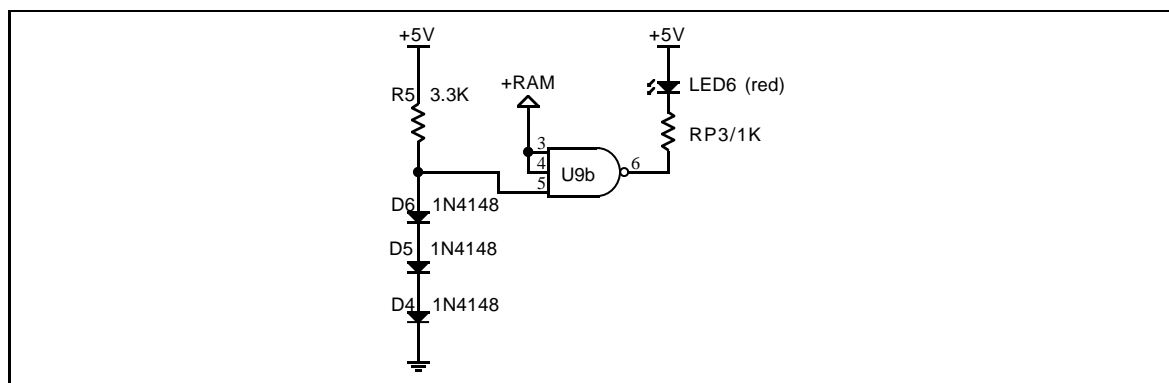 +5V
+5V
+RAM
LED6 (red)
R5 3.3K
RP3/1K
3
4
5
6
U9b
D6 1N4148
D5 1N4148
D4 1N4148